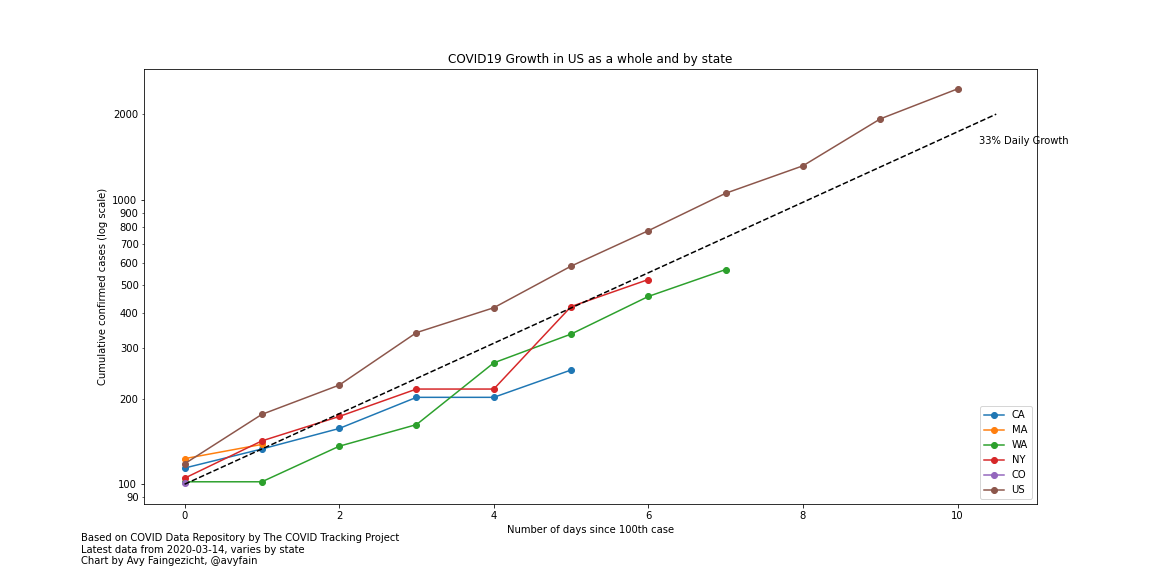 COVID19 Growth in US as a whole and by state
Cumulative confirmed cases (log scale)
2000
1000
900
800
700
600
500
400
300
200
100
90
33% Daily Growth
CA
MA
WA
NY
CO
US
0 2 4 6 8 10
Number of days since 100th case
Based on COVID Data Repository by The COVID Tracking Project
Latest data from 2020-03-14, varies by state
Chart by Avy Faingezicht, @avyfain